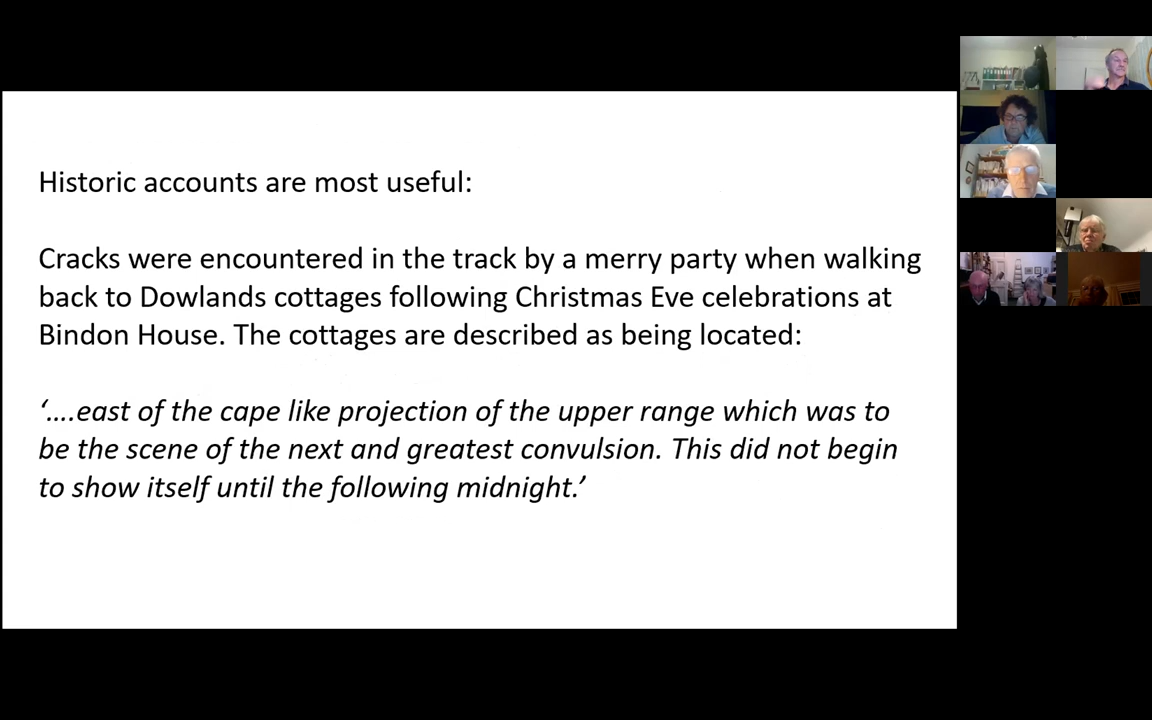 Historic accounts are most useful:
Cracks were encountered in the track by a merry party when walking
back to Dowlands cottages following Christmas Eve celebrations at
Bindon House. The cottages are described as being located:
‘….east of the cape like projection of the upper range which was to
be the scene of the next and greatest convulsion. This did not begin
to show itself until the following midnight.’